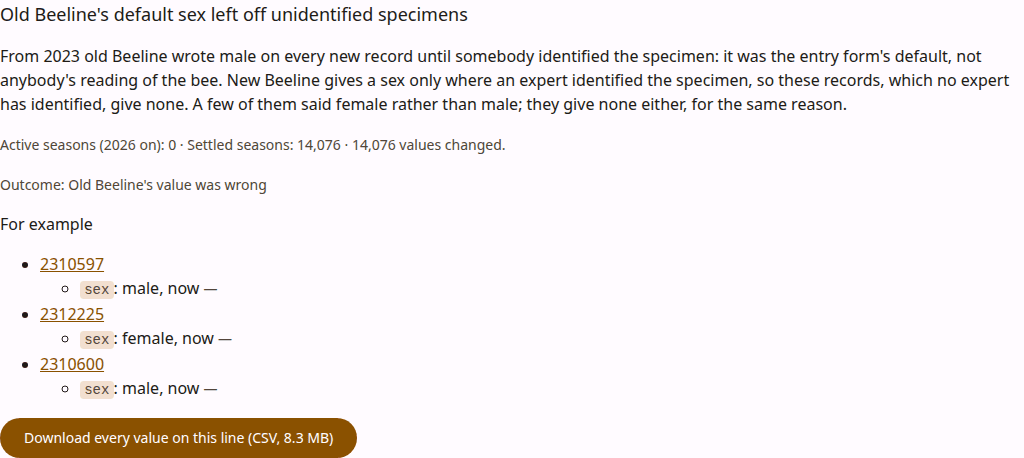 Old Beeline's default sex left off unidentified specimens
From 2023 old Beeline wrote male on every new record until somebody identified the specimen: it was the entry form's default, not
anybody's reading of the bee. New Beeline gives a sex only where an expert identified the specimen, so these records, which no expert
has identified, give none. A few of them said female rather than male; they give none either, for the same reason.
Active seasons (2026 on): 0 · Settled seasons: 14,076 · 14,076 values changed.
Outcome: Old Beeline's value was wrong
For example
2310597
sex: male, now —
2312225
sex: female, now —
2310600
sex: male, now —
Download every value on this line (CSV, 8.3 MB)